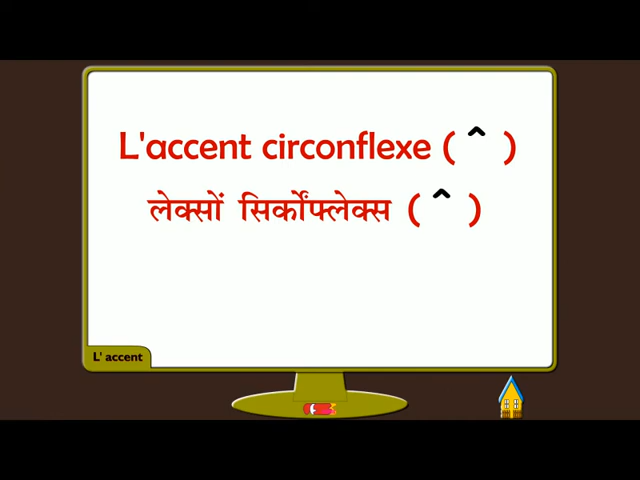 L'accent circonflexe ( ^ )
लेक्सों सिर्कोंफ्लेक्स ( ^ )
L' accent